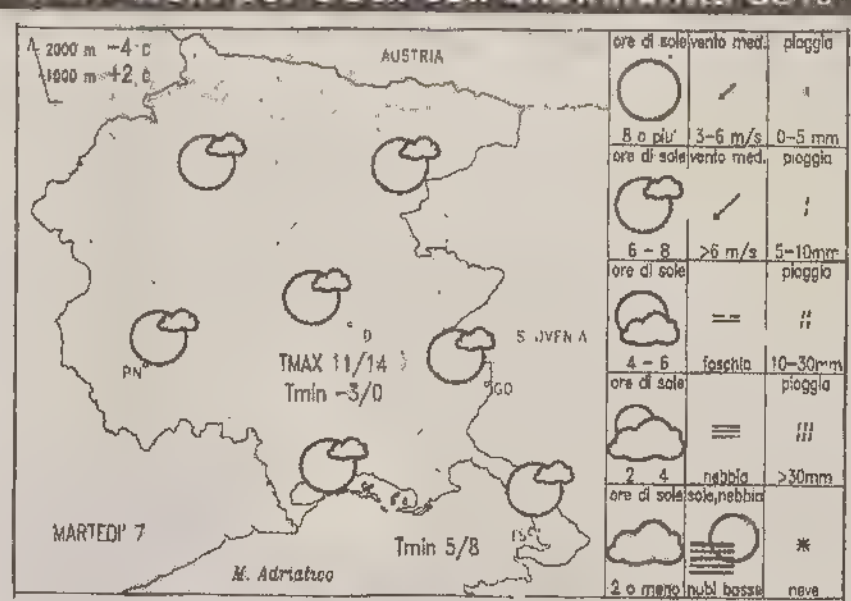 2000 m -4 C
1000 m +2 C
AUSTRIA
SLOVENIA
PN
TMAX 11/14
Tmin -3/0
GO
MARTEDI' 7
Tmin 5/8
TS
M. Adriatico
ore di sole vento med. pioggia
8 o piu' 3-6 m/s 0-5 mm
ore di sole vento med. pioggia
6 - 8 >6 m/s 5-10mm
ore di sole pioggia
4 - 6 foschia 10-30mm
ore di sole pioggia
2 4 nebbia >30mm
ore di sole sole,nebbia
2 o meno nubi basse neve